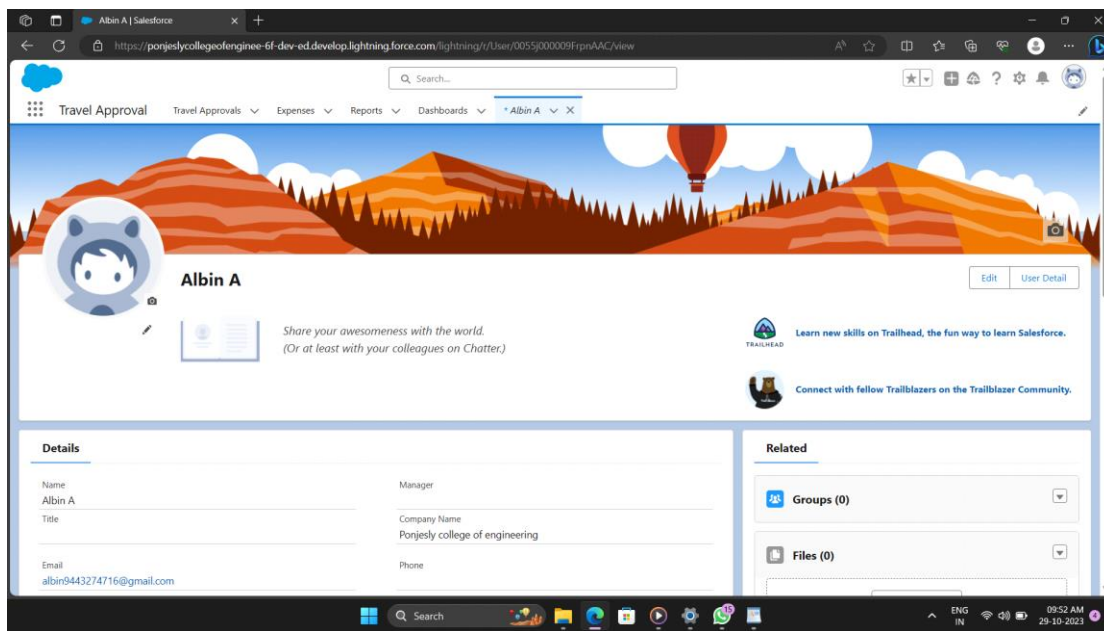 Albin A | Salesforce
https://ponjeslycollegeofenginee-6f-dev-ed.develop.lightning.force.com/lightning/r/User/0055j000009FrpnAAC/view
Search...
Travel Approval Travel Approvals Expenses Reports Dashboards * Albin A
Albin A
Edit User Detail
Share your awesomeness with the world.
(Or at least with your colleagues on Chatter.)
TRAILHEAD
Learn new skills on Trailhead, the fun way to learn Salesforce.
Connect with fellow Trailblazers on the Trailblazer Community.
Details
Name
Albin A
Manager
Title
Company Name
Ponjesly college of engineering
Email
albin9443274716@gmail.com
Phone
Related
Groups (0)
Files (0)
Search
15
ENG
IN
09:52 AM
29-10-2023
4